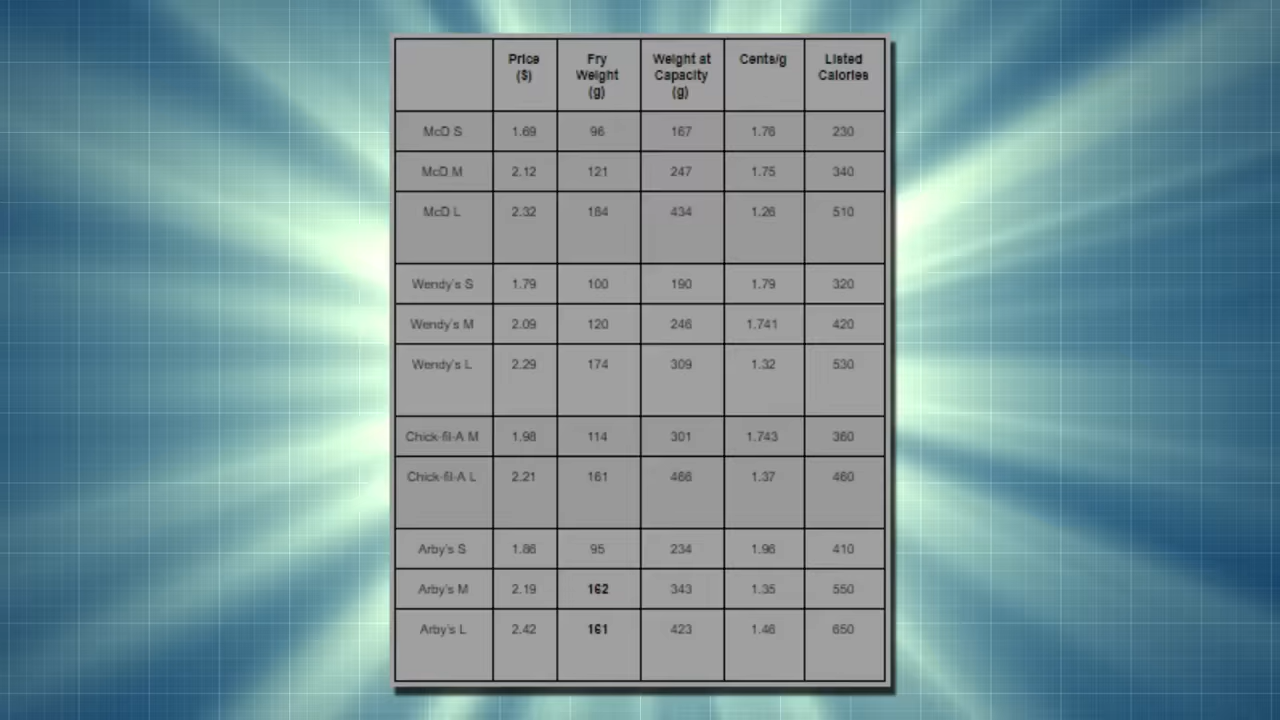 Price ($) Fry Weight (g) Weight at Capacity (g) Cents/g Listed Calories
McD S 1.69 96 167 1.76 230
McD M 2.12 121 247 1.75 340
McD L 2.32 184 434 1.26 510
Wendy's S 1.79 100 190 1.79 320
Wendy's M 2.09 120 246 1.741 420
Wendy's L 2.29 174 309 1.32 530
Chick-fil-A M 1.98 114 301 1.743 360
Chick-fil-A L 2.21 161 466 1.37 460
Arby's S 1.86 95 234 1.96 410
Arby's M 2.19 162 343 1.35 550
Arby's L 2.42 161 423 1.46 650